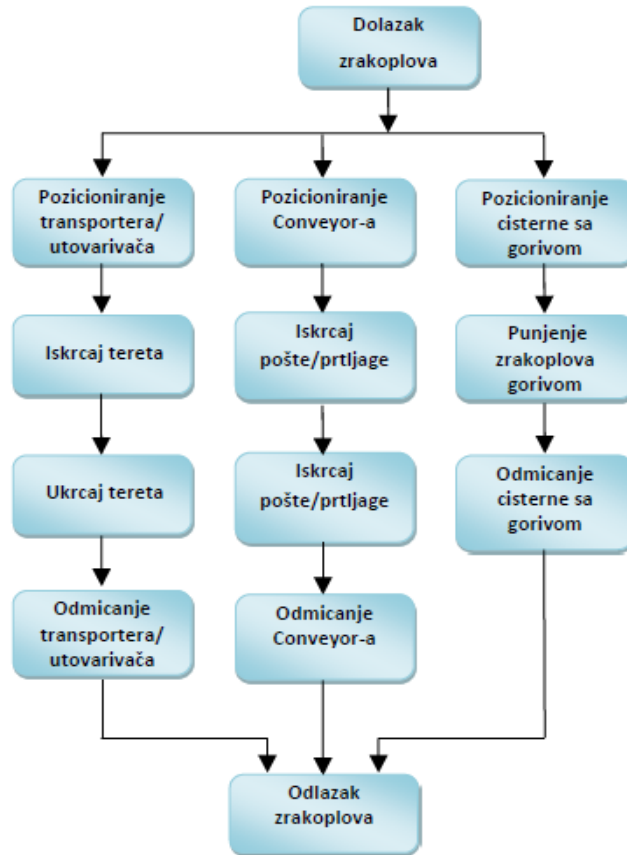 Dolazak
zrakoplova
Pozicioniranje
transportera/
utovarivača
Pozicioniranje
Conveyor-a
Pozicioniranje
cisterne sa
gorivom
Iskrcaj tereta
Iskrcaj
pošte/prtljage
Punjenje
zrakoplova
gorivom
Ukrcaj tereta
Iskrcaj
pošte/prtljage
Odmicanje
cisterne sa
gorivom
Odmicanje
transportera/
utovarivača
Odmicanje
Conveyor-a
Odlazak
zrakoplova